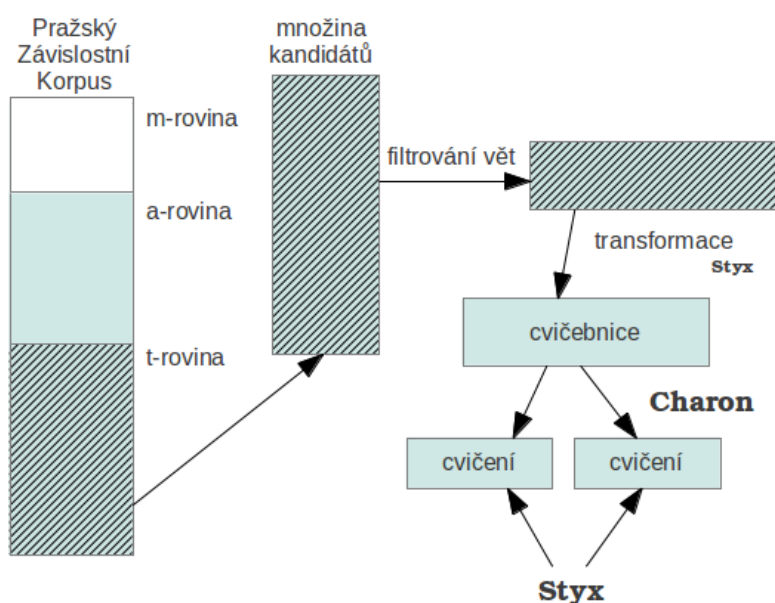 Pražský
Závislostní
Korpus
množina
kandidátů
m-rovina
filtrování vět
a-rovina
transformace
Styx
cvičebnice
t-rovina
Charon
cvičení
cvičení
Styx